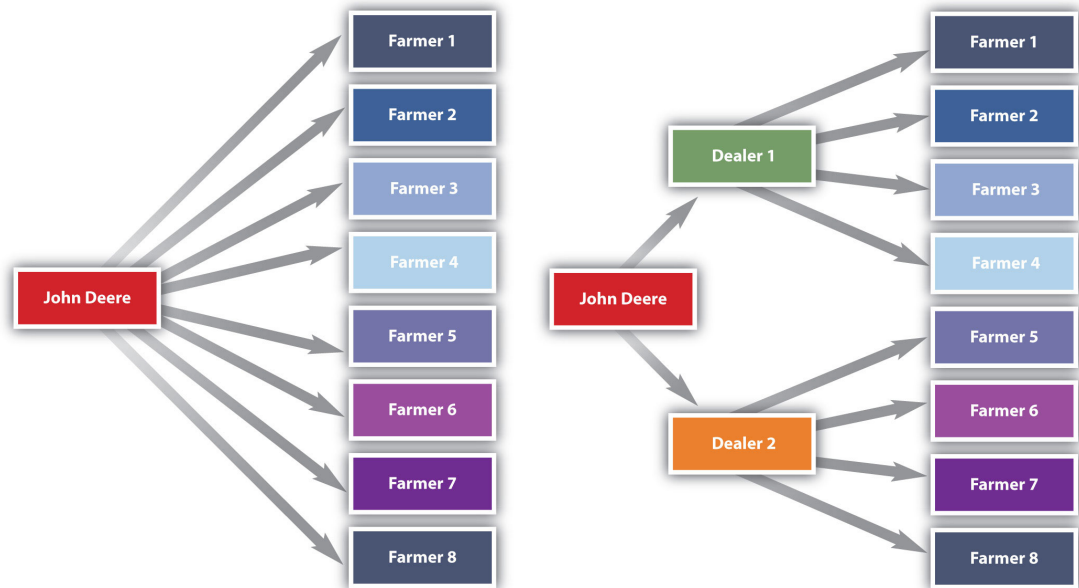 Farmer 1
Farmer 2
Farmer 3
Farmer 4
John Deere
Farmer 5
Farmer 6
Farmer 7
Farmer 8
Farmer 1
Farmer 2
Dealer 1
Farmer 3
Farmer 4
John Deere
Farmer 5
Farmer 6
Dealer 2
Farmer 7
Farmer 8